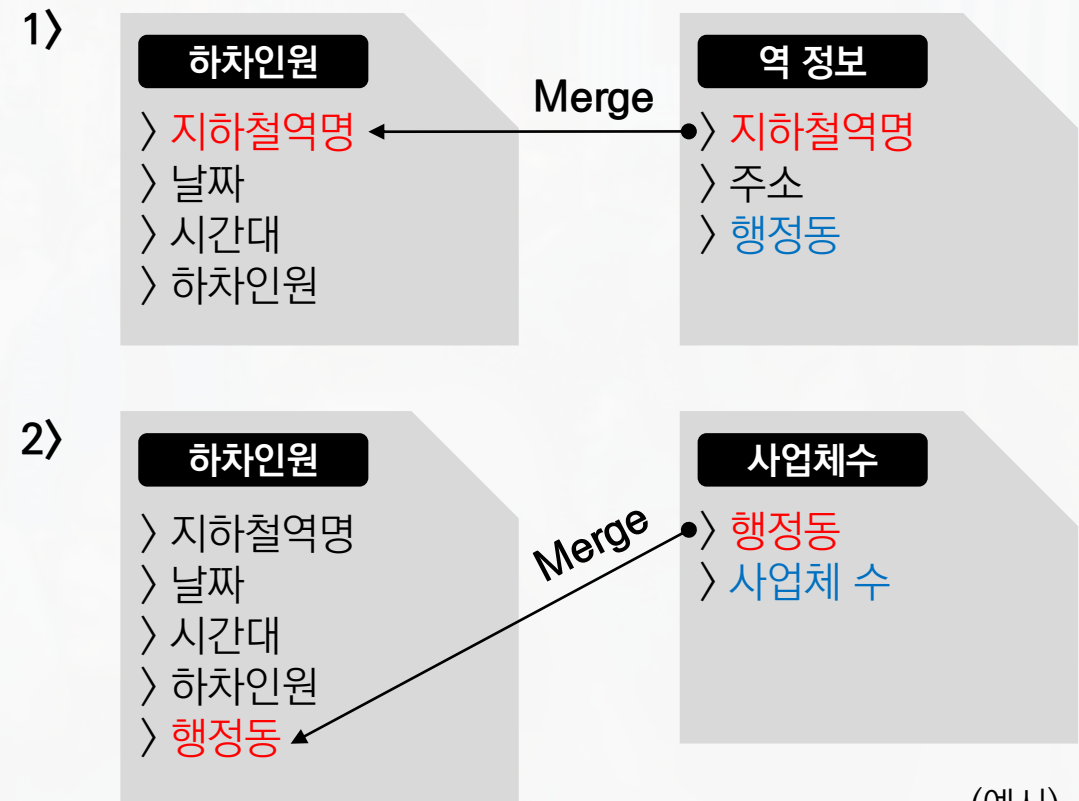 1〉
하차인원
〉지하철역명
〉날짜
〉시간대
〉하차인원
Merge
역 정보
〉지하철역명
〉주소
〉행정동
2〉
하차인원
〉지하철역명
〉날짜
〉시간대
〉하차인원
〉행정동
Merge
사업체수
〉행정동
〉사업체 수